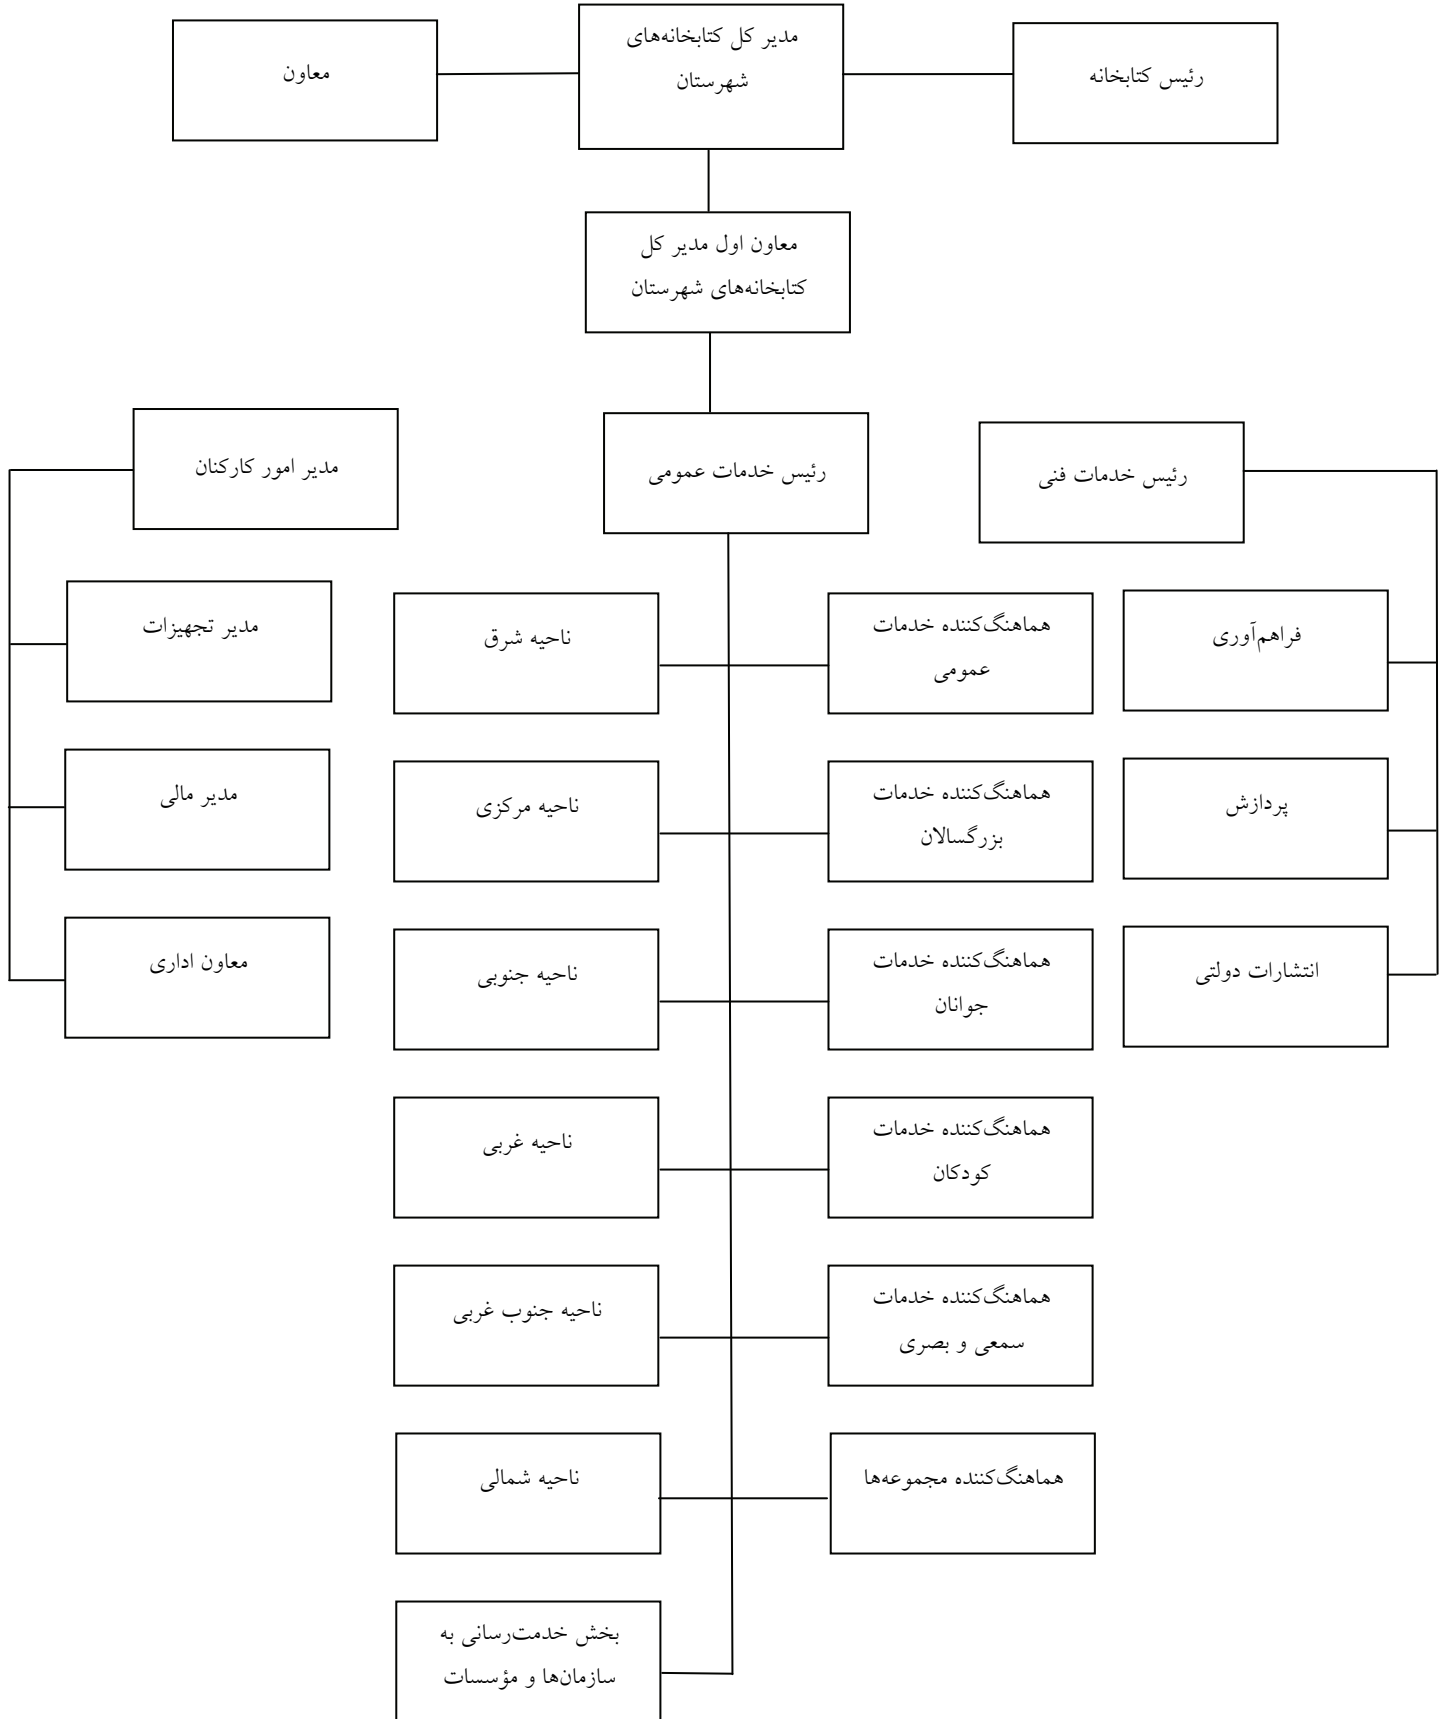 رئیس کتابخانه
مدیر کل کتابخانه‌های
شهرستان
معاون
معاون اول مدیر کل
کتابخانه‌های شهرستان
رئیس خدمات فنی
رئیس خدمات عمومی
مدیر امور کارکنان
فراهم‌آوری
هماهنگ‌کننده خدمات
عمومی
ناحیه شرق
مدیر تجهیزات
پردازش
هماهنگ‌کننده خدمات
بزرگسالان
ناحیه مرکزی
مدیر مالی
انتشارات دولتی
هماهنگ‌کننده خدمات
جوانان
ناحیه جنوبی
معاون اداری
هماهنگ‌کننده خدمات
کودکان
ناحیه غربی
هماهنگ‌کننده خدمات
سمعی و بصری
ناحیه جنوب غربی
هماهنگ‌کننده مجموعه‌ها
ناحیه شمالی
بخش خدمت‌رسانی به
سازمان‌ها و مؤسسات